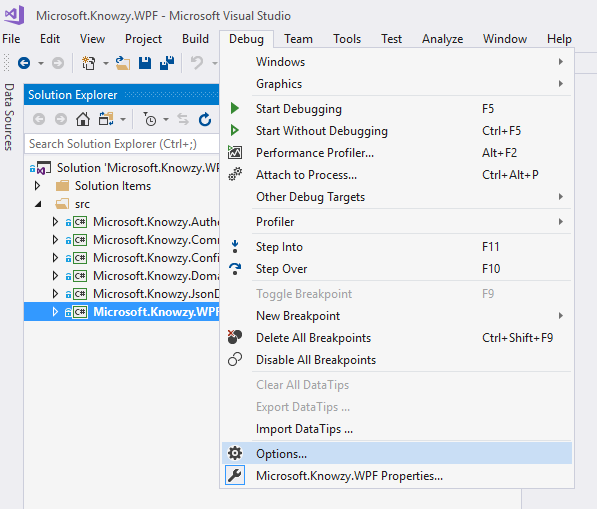 Microsoft.Knowzy.WPF - Microsoft Visual Studio
File Edit View Project Build Debug Team Tools Test Analyze Window Help
Data Sources
Solution Explorer
Search Solution Explorer (Ctrl+;)
Solution 'Microsoft.Knowzy.WP
Solution Items
src
C# Microsoft.Knowzy.Authe
C# Microsoft.Knowzy.Comm
C# Microsoft.Knowzy.Confi
C# Microsoft.Knowzy.Doma
C# Microsoft.Knowzy.JsonD
C# Microsoft.Knowzy.WPF
Windows
Graphics
Start Debugging F5
Start Without Debugging Ctrl+F5
Performance Profiler... Alt+F2
Attach to Process... Ctrl+Alt+P
Other Debug Targets
Profiler
Step Into F11
Step Over F10
Toggle Breakpoint F9
New Breakpoint
Delete All Breakpoints Ctrl+Shift+F9
Disable All Breakpoints
Clear All DataTips
Export DataTips ...
Import DataTips ...
Options...
Microsoft.Knowzy.WPF Properties...